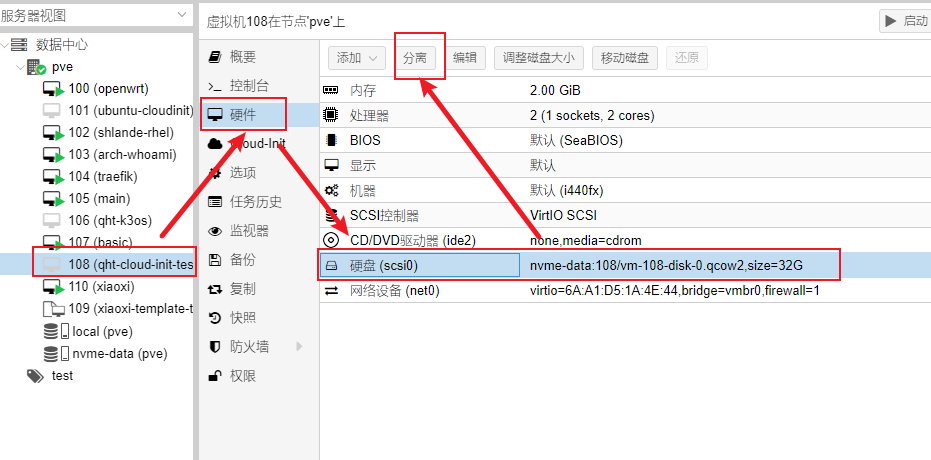 服务器视图
数据中心
pve
100 (openwrt)
101 (ubuntu-cloudinit)
102 (shlande-rhel)
103 (arch-whoami)
104 (traefik)
105 (main)
106 (qht-k3os)
107 (basic)
108 (qht-cloud-init-tes
110 (xiaoxi)
109 (xiaoxi-template-t
local (pve)
nvme-data (pve)
test
虚拟机108在节点'pve'上
启动
概要
控制台
硬件
Cloud-Init
选项
任务历史
监视器
备份
复制
快照
防火墙
权限
添加 分离 编辑 调整磁盘大小 移动磁盘 还原
内存 2.00 GiB
处理器 2 (1 sockets, 2 cores)
BIOS 默认 (SeaBIOS)
显示 默认
机器 默认 (i440fx)
SCSI控制器 VirtIO SCSI
CD/DVD驱动器 (ide2) none,media=cdrom
硬盘 (scsi0) nvme-data:108/vm-108-disk-0.qcow2,size=32G
网络设备 (net0) virtio=6A:A1:D5:1A:4E:44,bridge=vmbr0,firewall=1